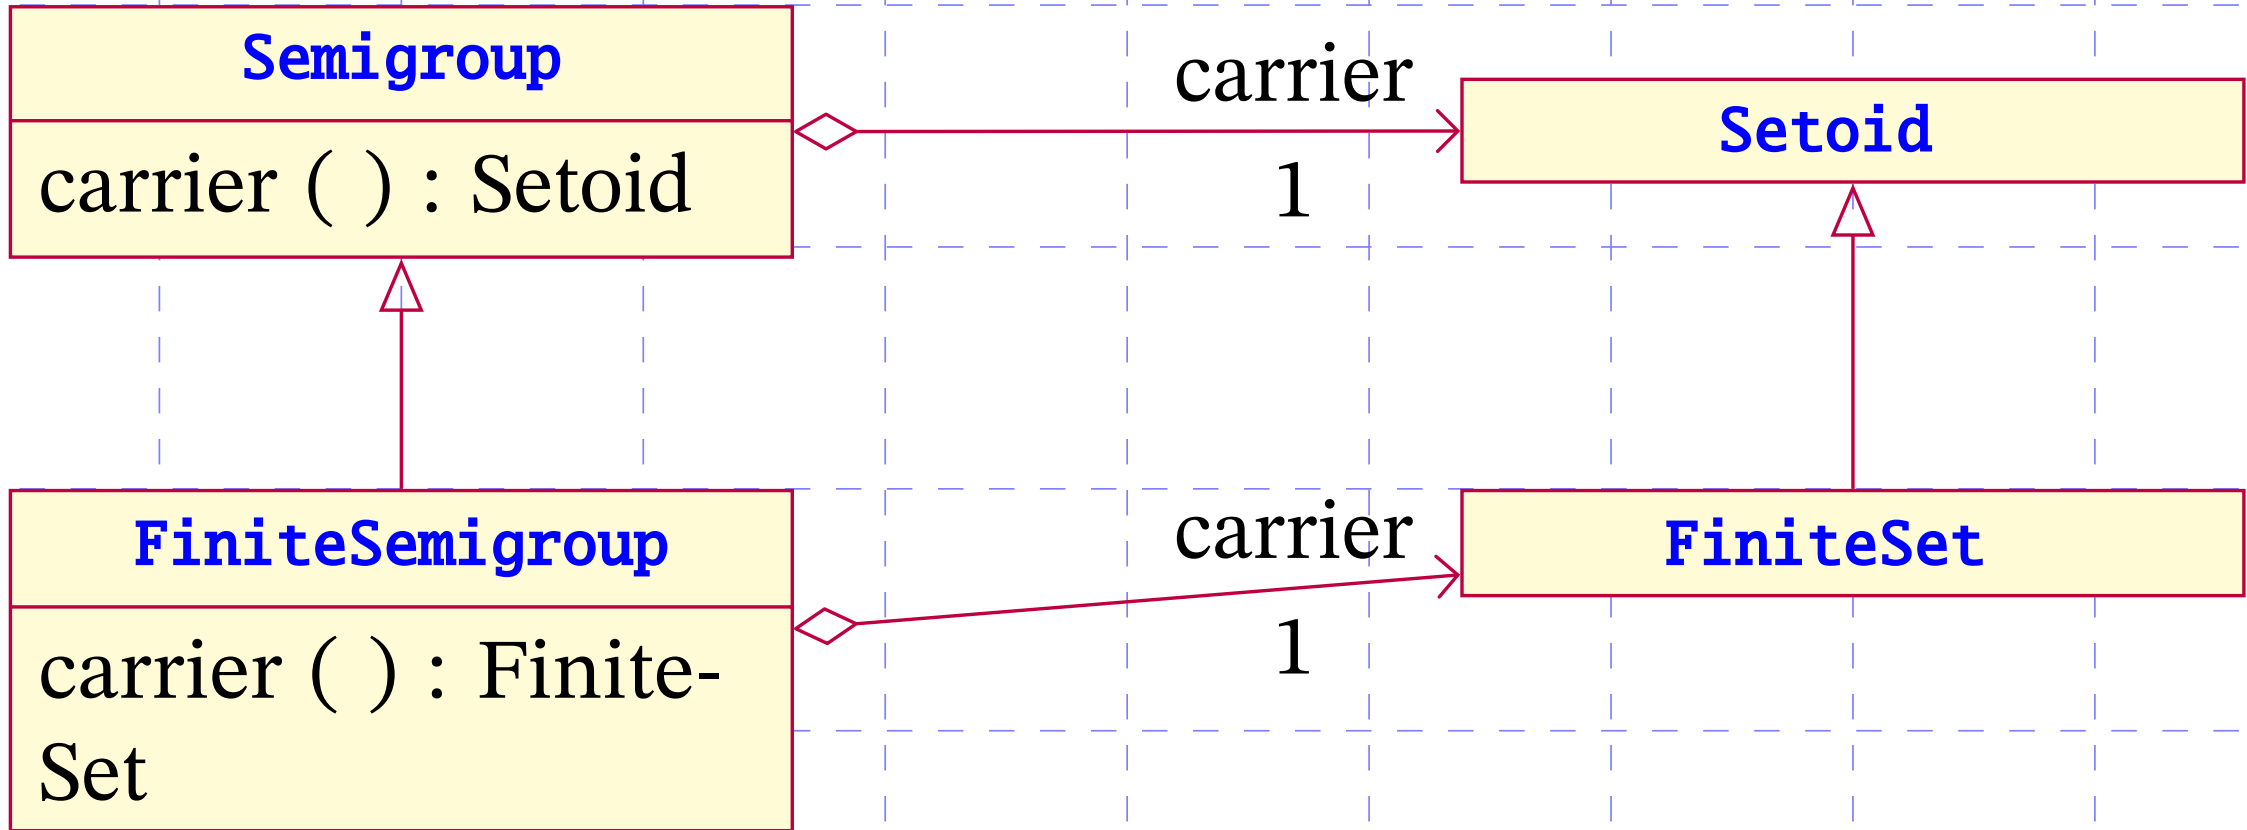 Semigroup
carrier ( ) : Setoid
carrier
1
Setoid
FiniteSemigroup
carrier ( ) : Finite-
Set
carrier
1
FiniteSet